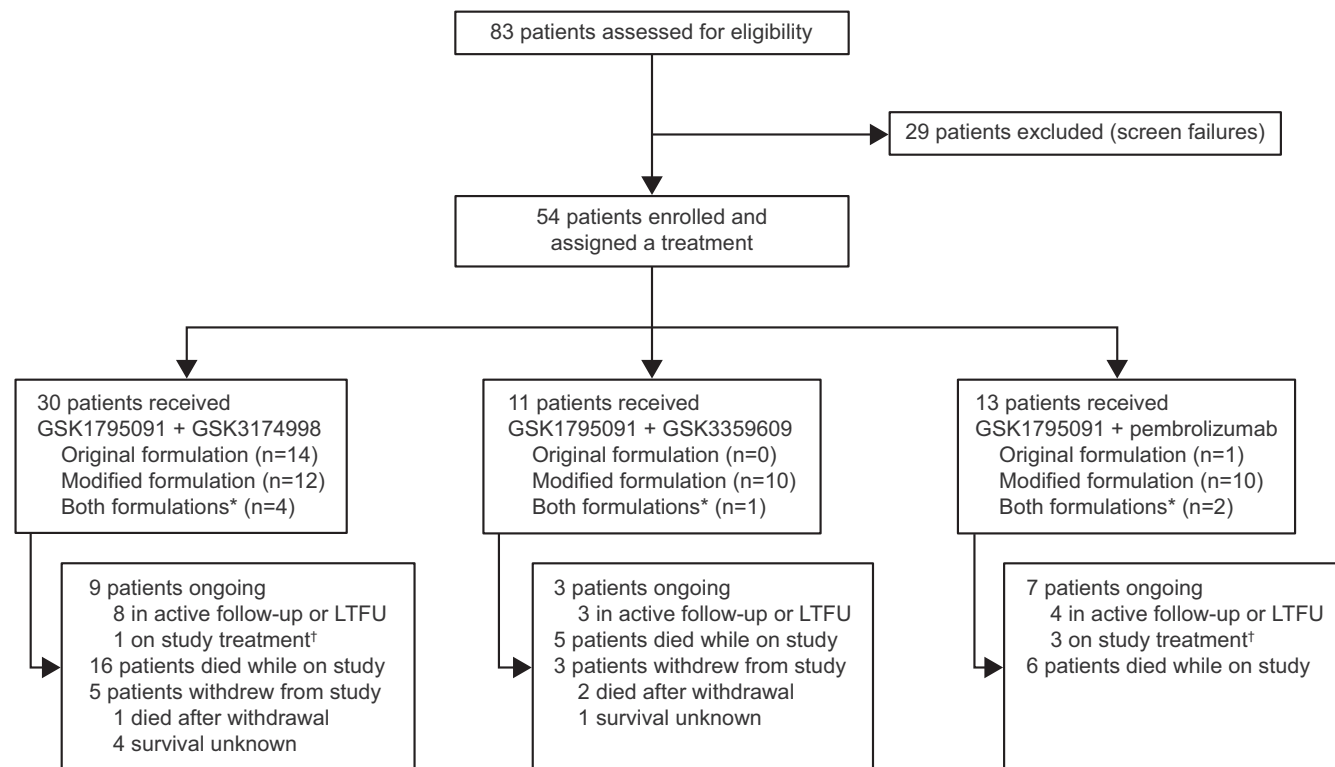 83 patients assessed for eligibility
29 patients excluded (screen failures)
54 patients enrolled and
assigned a treatment
30 patients received
GSK1795091 + GSK3174998
Original formulation (n=14)
Modified formulation (n=12)
Both formulations* (n=4)
11 patients received
GSK1795091 + GSK3359609
Original formulation (n=0)
Modified formulation (n=10)
Both formulations* (n=1)
13 patients received
GSK1795091 + pembrolizumab
Original formulation (n=1)
Modified formulation (n=10)
Both formulations* (n=2)
9 patients ongoing
8 in active follow-up or LTFU
1 on study treatment†
16 patients died while on study
5 patients withdrew from study
1 died after withdrawal
4 survival unknown
3 patients ongoing
3 in active follow-up or LTFU
5 patients died while on study
3 patients withdrew from study
2 died after withdrawal
1 survival unknown
7 patients ongoing
4 in active follow-up or LTFU
3 on study treatment†
6 patients died while on study